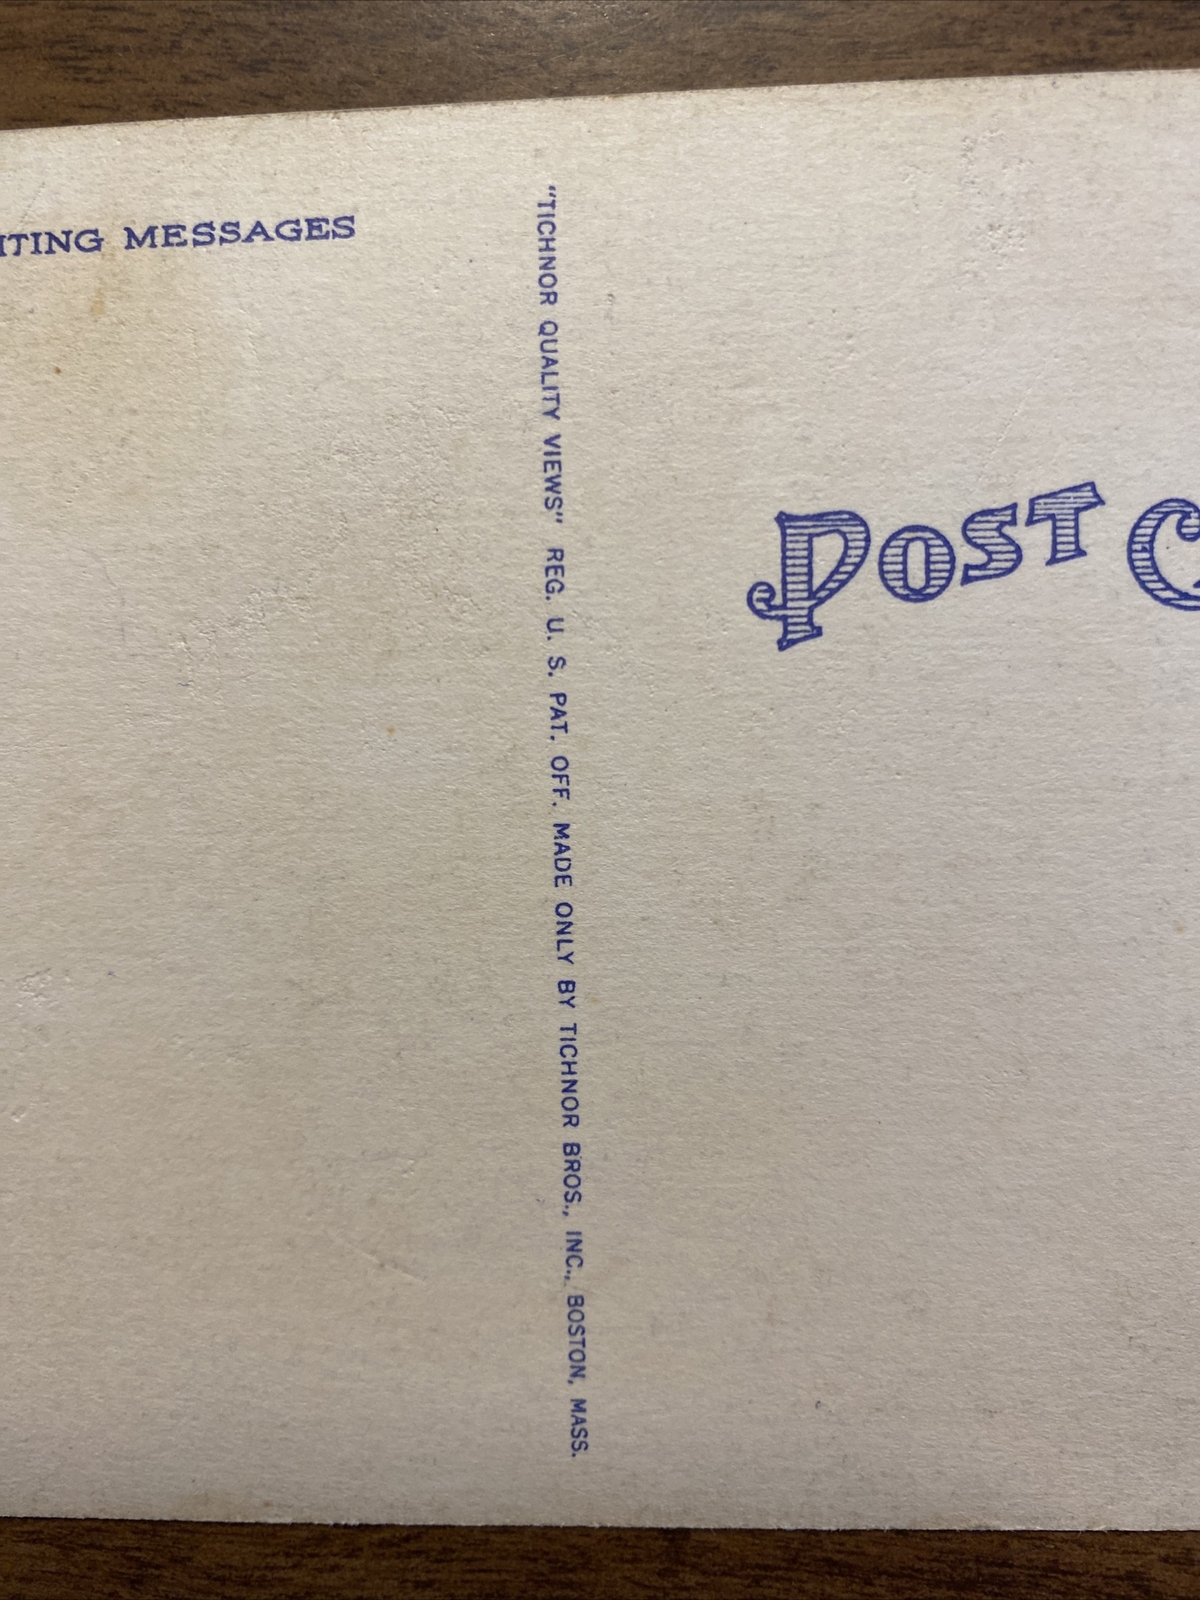 ITING MESSAGES
"TICHNOR QUALITY VIEWS" REG. U. S. PAT. OFF. MADE ONLY BY TICHNOR BROS., INC., BOSTON, MASS.
POST C